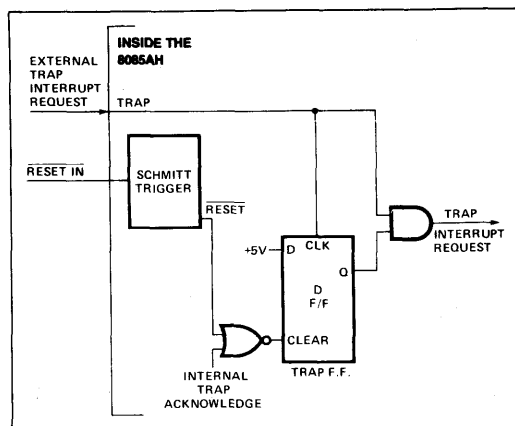 INSIDE THE
8085AH
EXTERNAL
TRAP
INTERRUPT
REQUEST
TRAP
RESET IN
SCHMITT
TRIGGER
RESET
+5V
D
CLK
Q
D
F/F
CLEAR
TRAP F.F.
INTERNAL
TRAP
ACKNOWLEDGE
TRAP
INTERRUPT
REQUEST